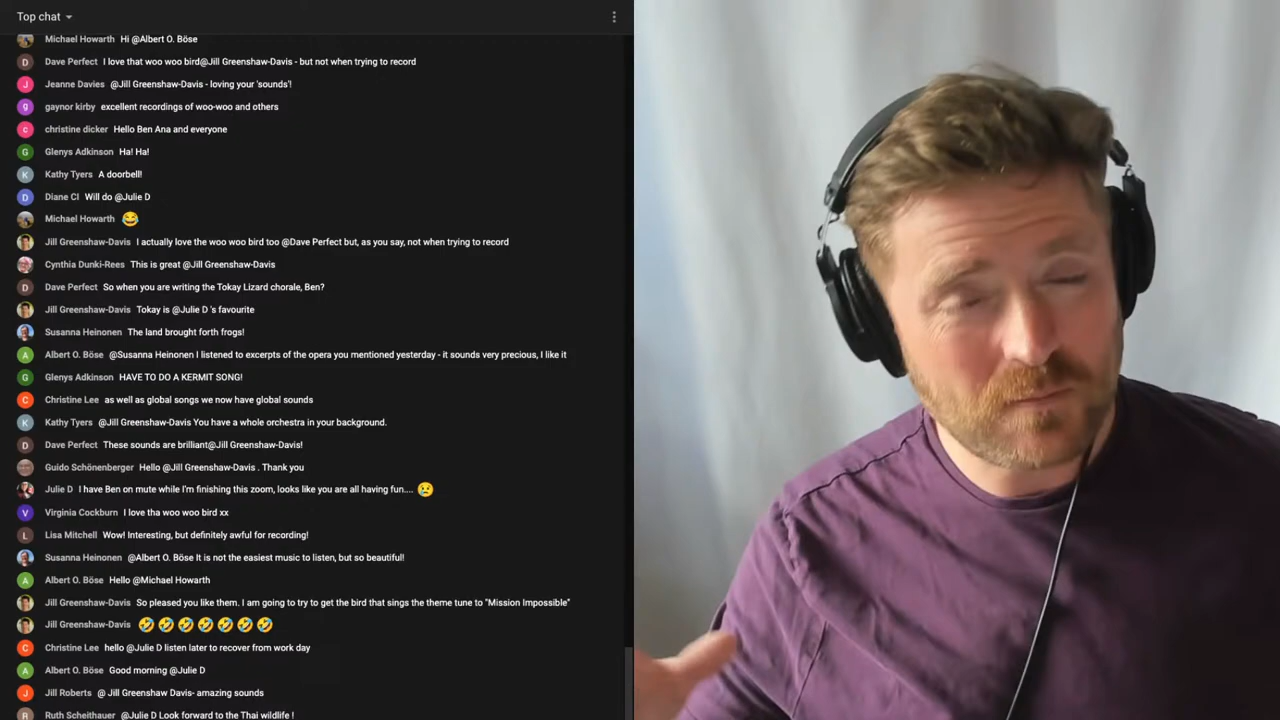 Top chat
Michael Howarth Hi @Albert O. Böse
D Dave Perfect I love that woo woo bird@Jill Greenshaw-Davis - but not when trying to record
J Jeanne Davies @Jill Greenshaw-Davis - loving your 'sounds'!
g gaynor kirby excellent recordings of woo-woo and others
c christine dicker Hello Ben Ana and everyone
G Glenys Adkinson Ha! Ha!
K Kathy Tyers A doorbell!
D Diane Cl Will do @Julie D
Michael Howarth 😂
Jill Greenshaw-Davis I actually love the woo woo bird too @Dave Perfect but, as you say, not when trying to record
Cynthia Dunki-Rees This is great @Jill Greenshaw-Davis
D Dave Perfect So when you are writing the Tokay Lizard chorale, Ben?
Jill Greenshaw-Davis Tokay is @Julie D 's favourite
Susanna Heinonen The land brought forth frogs!
A Albert O. Böse @Susanna Heinonen I listened to excerpts of the opera you mentioned yesterday - it sounds very precious, I like it
G Glenys Adkinson HAVE TO DO A KERMIT SONG!
C Christine Lee as well as global songs we now have global sounds
K Kathy Tyers @Jill Greenshaw-Davis You have a whole orchestra in your background.
D Dave Perfect These sounds are brilliant@Jill Greenshaw-Davis!
Guido Schönenberger Hello @Jill Greenshaw-Davis . Thank you
Julie D I have Ben on mute while I'm finishing this zoom, looks like you are all having fun.... 😢
V Virginia Cockburn I love tha woo woo bird xx
L Lisa Mitchell Wow! Interesting, but definitely awful for recording!
Susanna Heinonen @Albert O. Böse It is not the easiest music to listen, but so beautiful!
A Albert O. Böse Hello @Michael Howarth
Jill Greenshaw-Davis So pleased you like them. I am going to try to get the bird that sings the theme tune to "Mission Impossible"
Jill Greenshaw-Davis 🤣🤣🤣🤣🤣🤣🤣
C Christine Lee hello @Julie D listen later to recover from work day
A Albert O. Böse Good morning @Julie D
J Jill Roberts @ Jill Greenshaw Davis- amazing sounds
R Ruth Scheithauer @Julie D Look forward to the Thai wildlife !